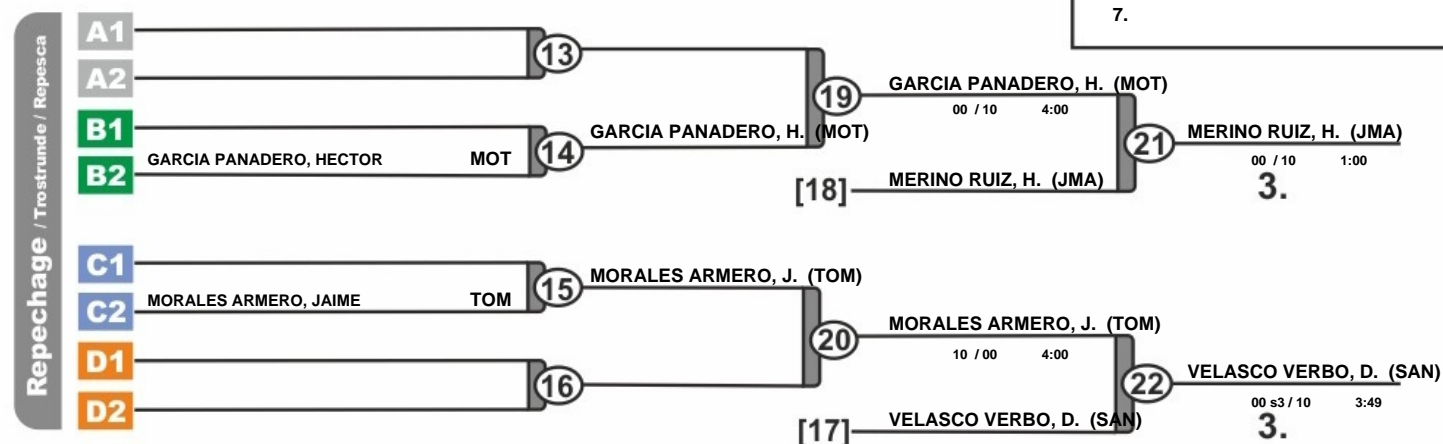 7.
Repechage / Trostrunde / Repesca
A1
A2
B1
B2 GARCIA PANADERO, HECTOR MOT
13
14
GARCIA PANADERO, H. (MOT)
19
GARCIA PANADERO, H. (MOT)
00 / 10 4:00
[18] MERINO RUIZ, H. (JMA)
21
MERINO RUIZ, H. (JMA)
00 / 10 1:00
3.
C1
C2 MORALES ARMERO, JAIME TOM
D1
D2
15
16
MORALES ARMERO, J. (TOM)
20
MORALES ARMERO, J. (TOM)
10 / 00 4:00
[17] VELASCO VERBO, D. (SAN)
22
VELASCO VERBO, D. (SAN)
00 s3 / 10 3:49
3.